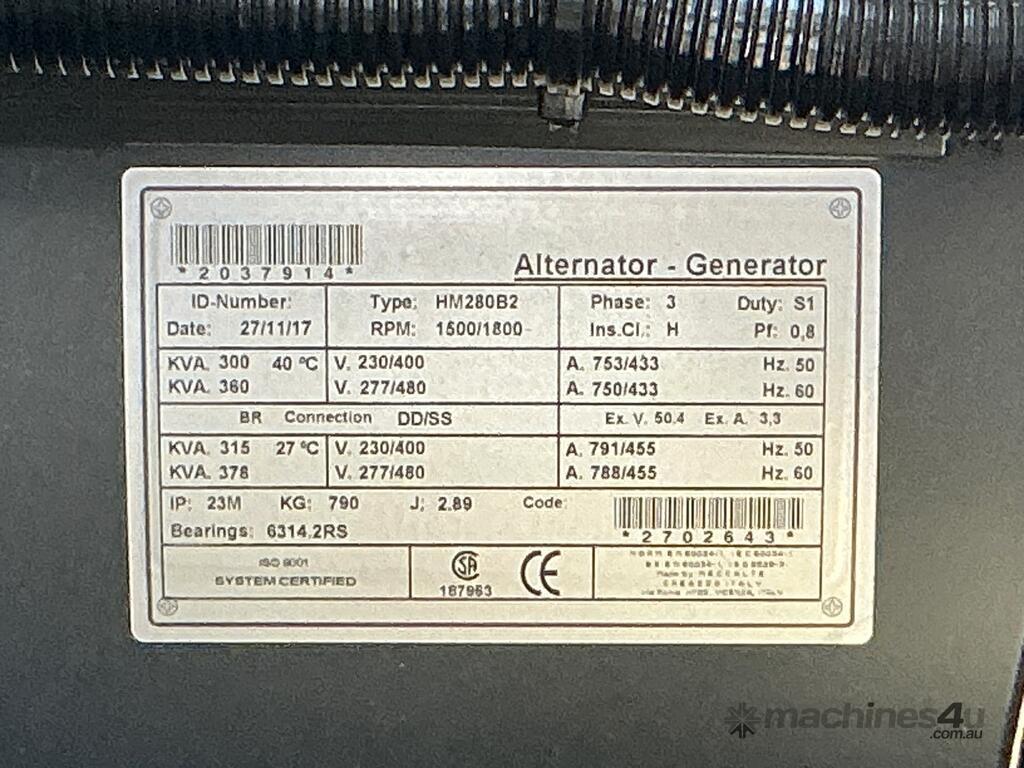 *2037914*
Alternator - Generator
ID-Number: Type: HM280B2 Phase: 3 Duty: S1
Date: 27/11/17 RPM: 1500/1800 Ins.Cl.: H Pf: 0,8
KVA. 300 40 ºC V. 230/400 A. 753/433 Hz. 50
KVA. 360 V. 277/480 A. 750/433 Hz. 60
BR Connection DD/SS Ex. V. 50.4 Ex. A. 3,3
KVA. 315 27 ºC V. 230/400 A. 791/455 Hz. 50
KVA. 378 V. 277/480 A. 788/455 Hz. 60
IP: 23M KG: 790 J: 2.89 Code:
*2702643*
Bearings: 6314.2RS
ISO 9001
SYSTEM CERTIFIED
SA
CE
187953
machines4u
.com.au